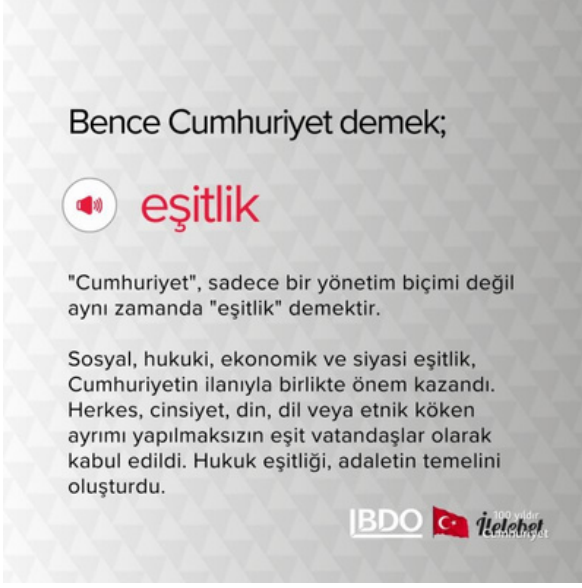 Bence Cumhuriyet demek;
eşitlik
"Cumhuriyet", sadece bir yönetim biçimi değil
aynı zamanda "eşitlik" demektir.
Sosyal, hukuki, ekonomik ve siyasi eşitlik,
Cumhuriyetin ilanıyla birlikte önem kazandı.
Herkes, cinsiyet, din, dil veya etnik köken
ayrımı yapılmaksızın eşit vatandaşlar olarak
kabul edildi. Hukuk eşitliği, adaletin temelini
oluşturdu.
BDO
100 yıldır
İlelebet
Cumhuriyet